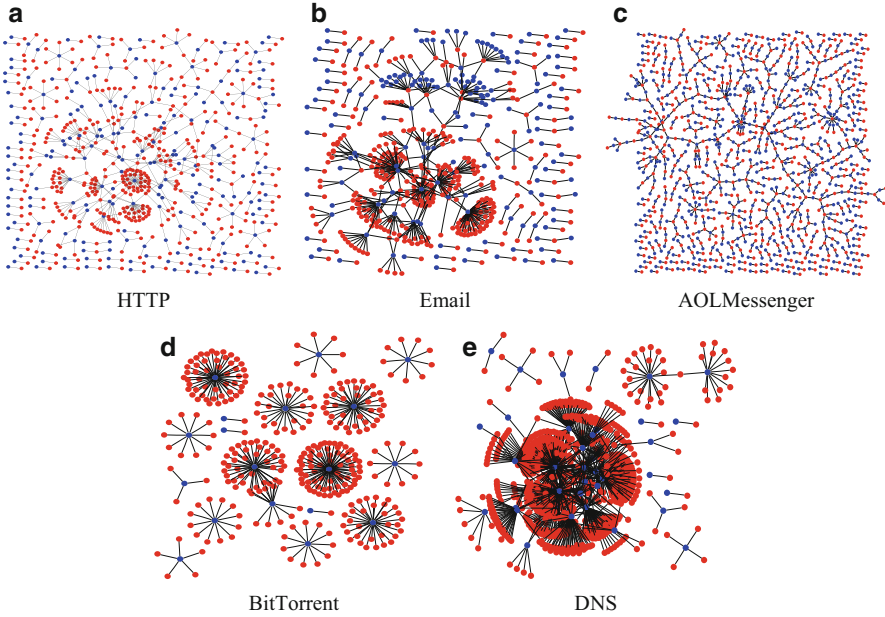 a
b
c
HTTP
Email
AOLMessenger
d
e
BitTorrent
DNS